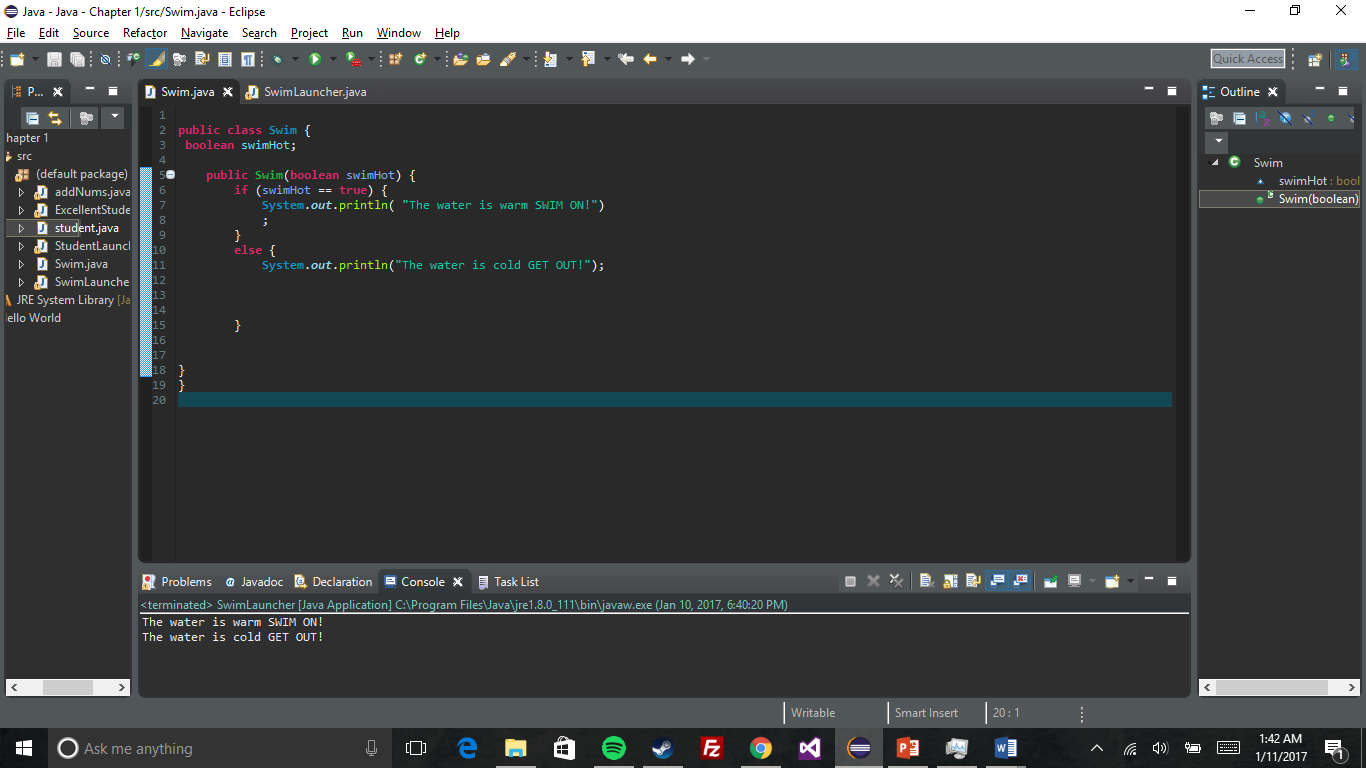 Java - Java - Chapter 1/src/Swim.java - Eclipse
File Edit Source Refactor Navigate Search Project Run Window Help
Quick Access
P...
Swim.java
SwimLauncher.java
Outline
hapter 1
src
(default package)
addNums.java
ExcellentStude
student.java
StudentLaunch
Swim.java
SwimLaunche
JRE System Library [Ja
ello World
1
2 public class Swim {
3 boolean swimHot;
4
5 public Swim(boolean swimHot) {
6 if (swimHot == true) {
7 System.out.println( "The water is warm SWIM ON!")
8 ;
9 }
10 else {
11 System.out.println("The water is cold GET OUT!");
12
13
14
15 }
16
17
18 }
19 }
20
Swim
swimHot : bool
Swim(boolean)
Problems @ Javadoc Declaration Console Task List
<terminated> SwimLauncher [Java Application] C:\Program Files\Java\jre1.8.0_111\bin\javaw.exe (Jan 10, 2017, 6:40:20 PM)
The water is warm SWIM ON!
The water is cold GET OUT!
Writable Smart Insert 20 : 1
Ask me anything
1:42 AM
1/11/2017
1